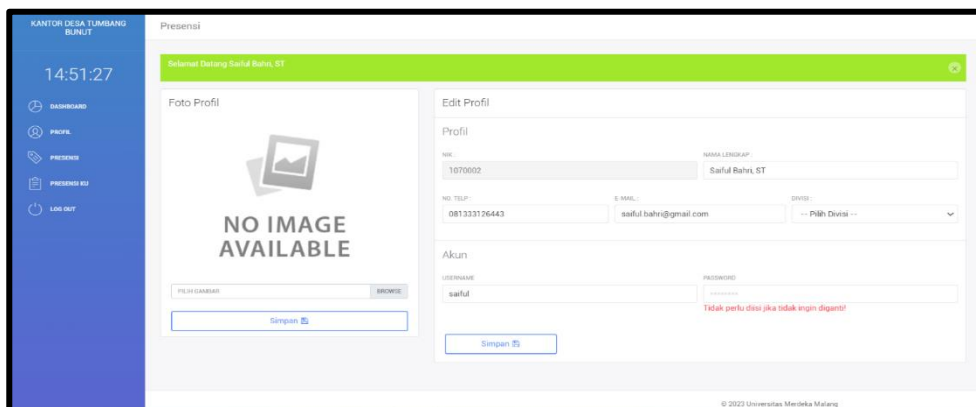 KANTOR DESA TUMBANG
BUNUT
14:51:27
DASHBOARD
PROFIL
PRESENSI
PRESENSI KU
LOG OUT
Presensi
Selamat Datang Saiful Bahri, ST
Foto Profil
NO IMAGE
AVAILABLE
PILIH GAMBAR
BROWSE
Simpan
Edit Profil
Profil
NIK :
1070002
NAMA LENGKAP :
Saiful Bahri, ST
NO. TELP :
081333126443
E-MAIL :
saiful.bahri@gmail.com
DIVISI :
-- Pilih Divisi --
Akun
USERNAME
saiful
PASSWORD
Tidak perlu diisi jika tidak ingin diganti!
Simpan
© 2023 Universitas Merdeka Malang